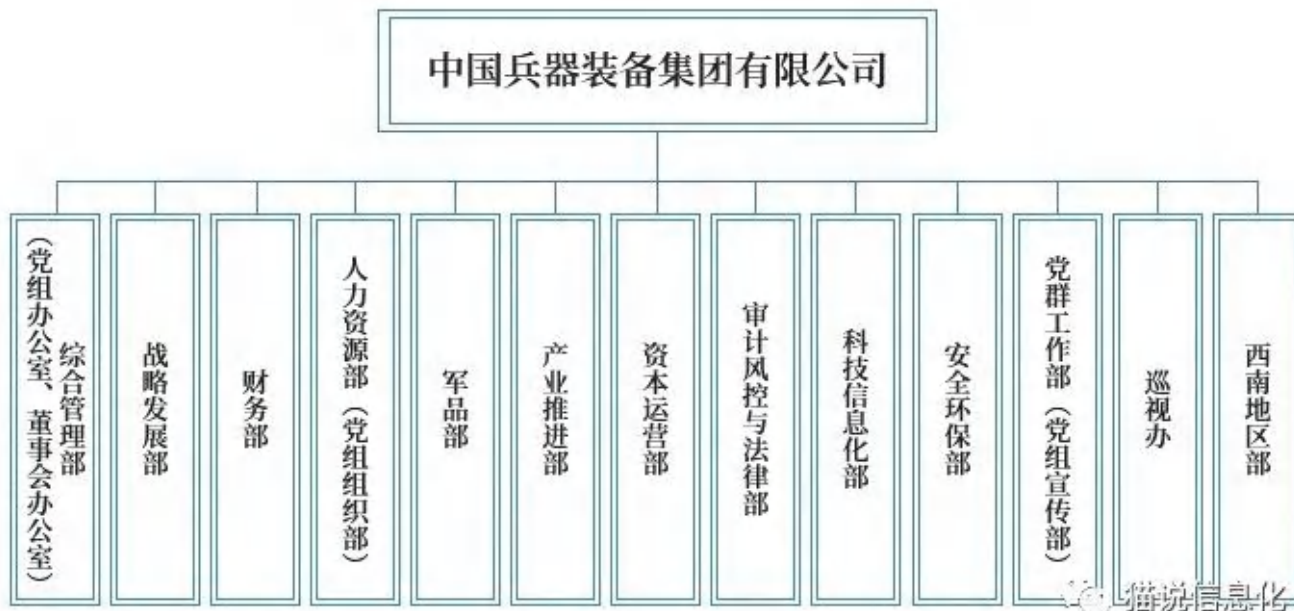 中国兵器装备集团有限公司
综合管理部
（党组办公室、董事会办公室）
战略发展部
财务部
人力资源部（党组组织部）
军品部
产业推进部
资本运营部
审计风控与法律部
科技信息化部
安全环保部
党群工作部（党组宣传部）
巡视办
西南地区部
猫说信息化